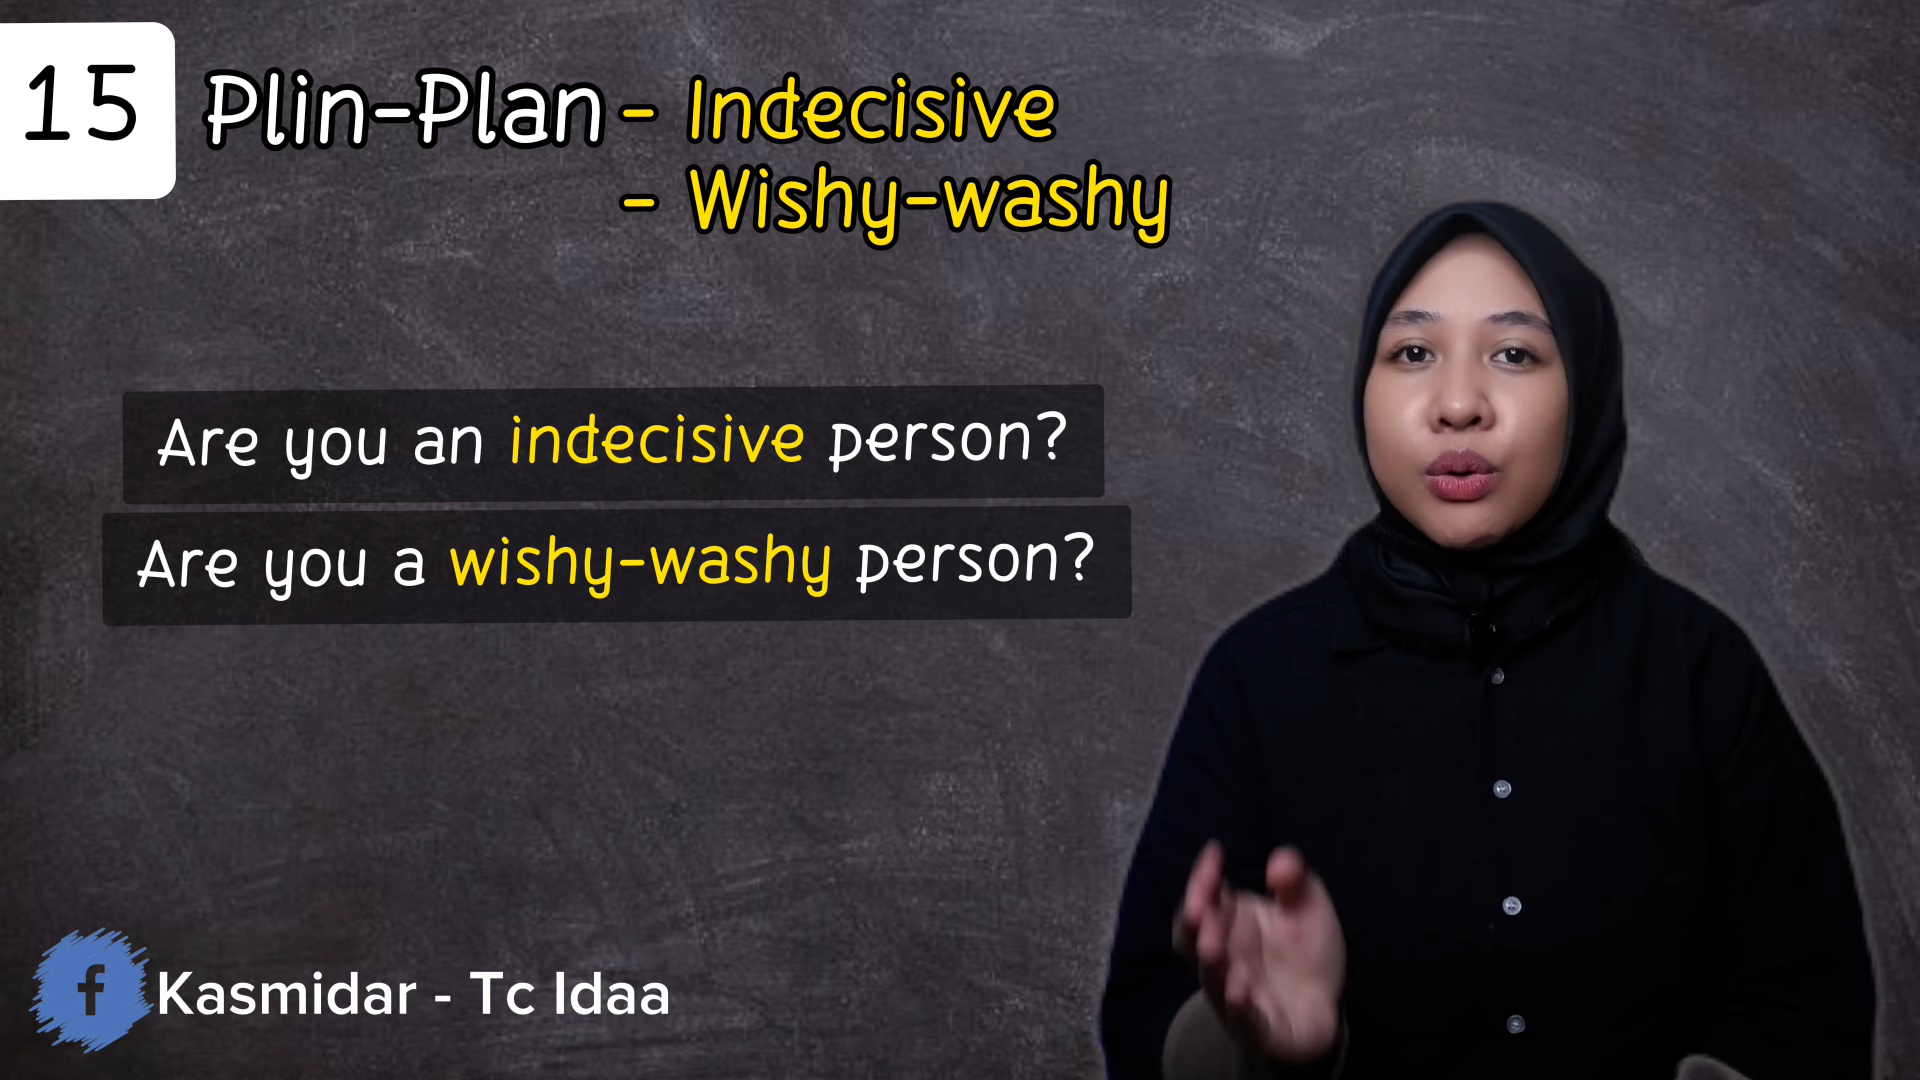 15
Plin-Plan - Indecisive
- Wishy-washy
Are you an indecisive person?
Are you a wishy-washy person?
f Kasmidar - Tc Idaa